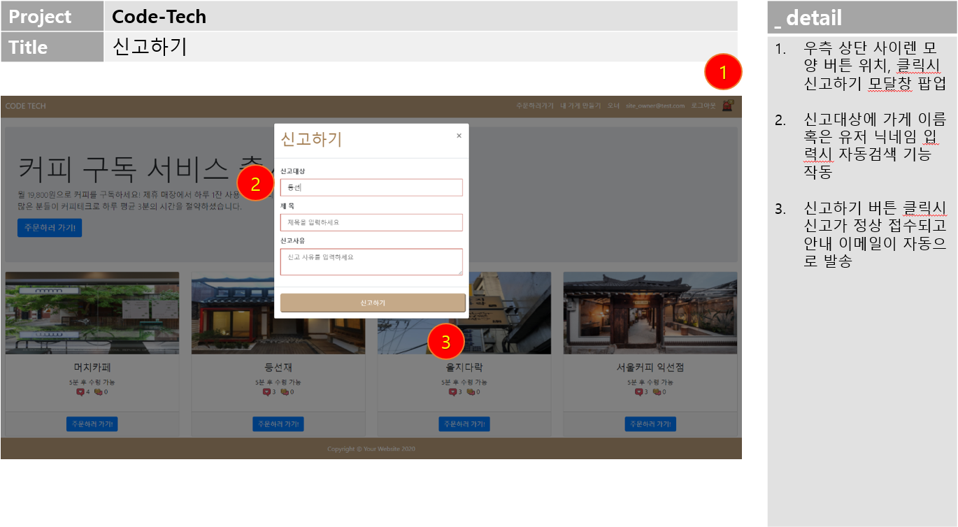 Project
Code-Tech
Title
신고하기
1
CODE TECH
주문하러가기 내 가게 만들기 모네 site_owner@test.com 로그아웃
신고하기
×
커피 구독 서비스
월 19,800원으로 커피를 구독하세요! 제휴 매장에서 하루 1잔 사용
많은 분들이 커피테크로 하루 평균 3분의 시간을 절약하셨습니다.
주문하러 가기!
2
신고대상
동선
제 목
제목을 입력하세요
신고사유
신고 사유를 입력하세요
신고하기
3
머치카페
등선재
을지다락
서울커피 익선점
5분 후 수령 가능
5분 후 수령 가능
5분 후 수령 가능
5분 후 수령 가능
4 0
3 0
3 0
3 0
주문하러 가기!
주문하러 가기!
주문하러 가기!
주문하러 가기!
Copyright © Your Website 2020
_ detail
1. 우측 상단 사이렌 모
양 버튼 위치, 클릭시
신고하기 모달창 팝업
2. 신고대상에 가게 이름
혹은 유저 닉네임 입
력시 자동검색 기능
작동
3. 신고하기 버튼 클릭시
신고가 정상 접수되고
안내 이메일이 자동으
로 발송